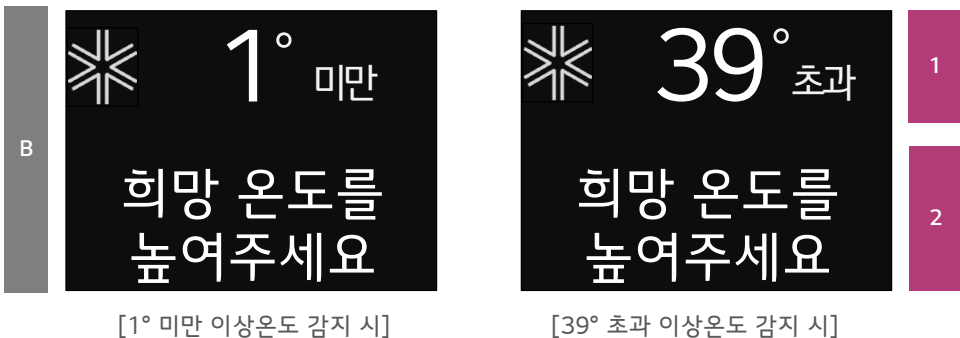 B
1° 미만
희망 온도를
높여주세요
[1° 미만 이상온도 감지 시]
39° 초과
희망 온도를
높여주세요
[39° 초과 이상온도 감지 시]
1
2